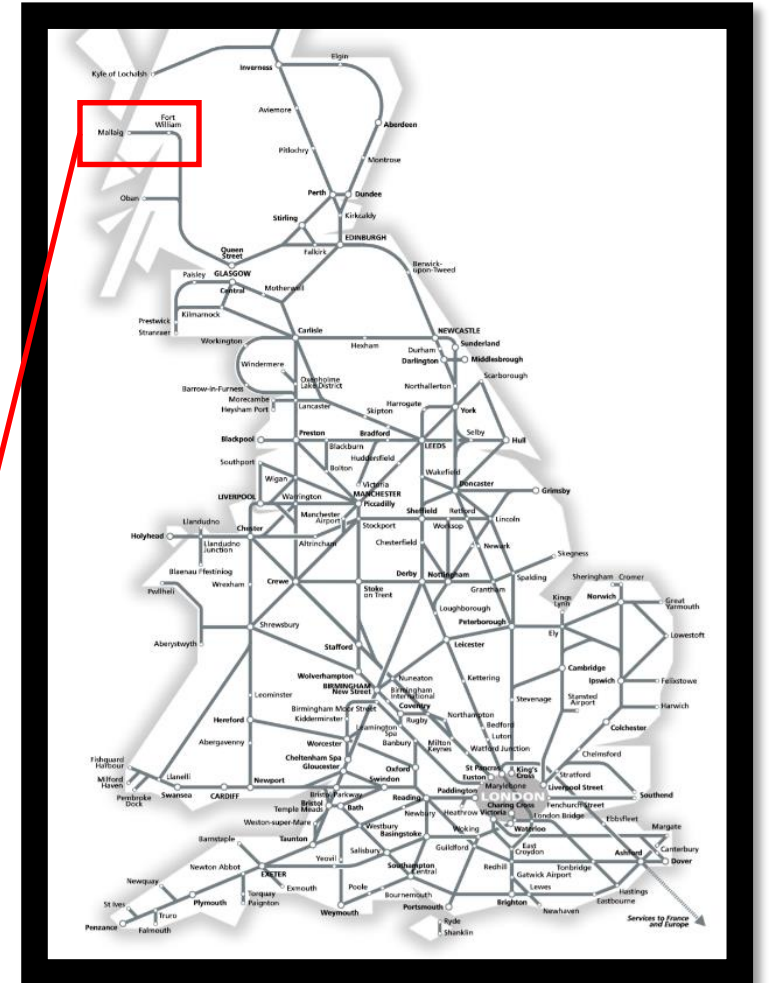 Elgin
Inverness
Kyle of Lochalsh
Aviemore
Fort
William
Mallaig
Aberdeen
Pitlochry
Montrose
Perth
Dundee
Oban
Stirling
Kirkcaldy
EDINBURGH
Queen
Street
Falkirk
Berwick-
upon-Tweed
Paisley
GLASGOW
Central
Motherwell
Prestwick
Kilmarnock
Stranraer
Carlisle
NEWCASTLE
Workington
Hexham
Sunderland
Durham
Darlington
Middlesbrough
Windermere
Scarborough
Oxenholme
Lake District
Barrow-in-Furness
Northallerton
Morecambe
Heysham Port
Lancaster
Harrogate
York
Skipton
Blackpool
Preston
Bradford
Selby
Hull
Blackburn
LEEDS
Huddersfield
Southport
Bolton
Wakefield
Wigan
Victoria
Doncaster
MANCHESTER
Grimsby
LIVERPOOL
Warrington
Piccadilly
Manchester
Airport
Sheffield
Retford
Lincoln
Llandudno
Stockport
Worksop
Holyhead
Chester
Llandudno
Junction
Altrincham
Chesterfield
Newark
Skegness
Blaenau Ffestiniog
Pwllheli
Wrexham
Crewe
Stoke
on Trent
Derby
Nottingham
Grantham
Spalding
Sheringham
Cromer
Kings
Lynn
Norwich
Great
Yarmouth
Loughborough
Shrewsbury
Peterborough
Aberystwyth
Stafford
Leicester
Ely
Lowestoft
Wolverhampton
Nuneaton
Cambridge
BIRMINGHAM
New Street
Birmingham
International
Kettering
Ipswich
Felixstowe
Leominster
Coventry
Stevenage
Stansted
Airport
Birmingham Moor Street
Rugby
Northampton
Harwich
Hereford
Kidderminster
Leamington
Spa
Bedford
Colchester
Abergavenny
Worcester
Banbury
Milton
Keynes
Luton
Watford Junction
Chelmsford
Fishguard
Harbour
Cheltenham Spa
Oxford
St Pancras
King's
Cross
Gloucester
Euston
Stratford
Milford
Haven
Llanelli
Newport
Swindon
Marylebone
Liverpool Street
Pembroke
Dock
Swansea
CARDIFF
Bristol Parkway
Paddington
LONDON
Southend
Bristol
Temple Meads
Bath
Reading
Charing Cross
Fenchurch Street
Newbury
Heathrow
Victoria
London Bridge
Ebbsfleet
Weston-super-Mare
Westbury
Basingstoke
Woking
Waterloo
Margate
Barnstaple
Taunton
Salisbury
Guildford
East
Croydon
Canterbury
Yeovil
Ashford
Dover
Newton Abbot
EXETER
Southampton
Central
Redhill
Tonbridge
Gatwick Airport
Newquay
Exmouth
Poole
Lewes
Hastings
Torquay
Paignton
Bournemouth
Eastbourne
St Ives
Plymouth
Weymouth
Portsmouth
Brighton
Newhaven
Truro
Penzance
Falmouth
Ryde
Shanklin
Services to France
and Europe